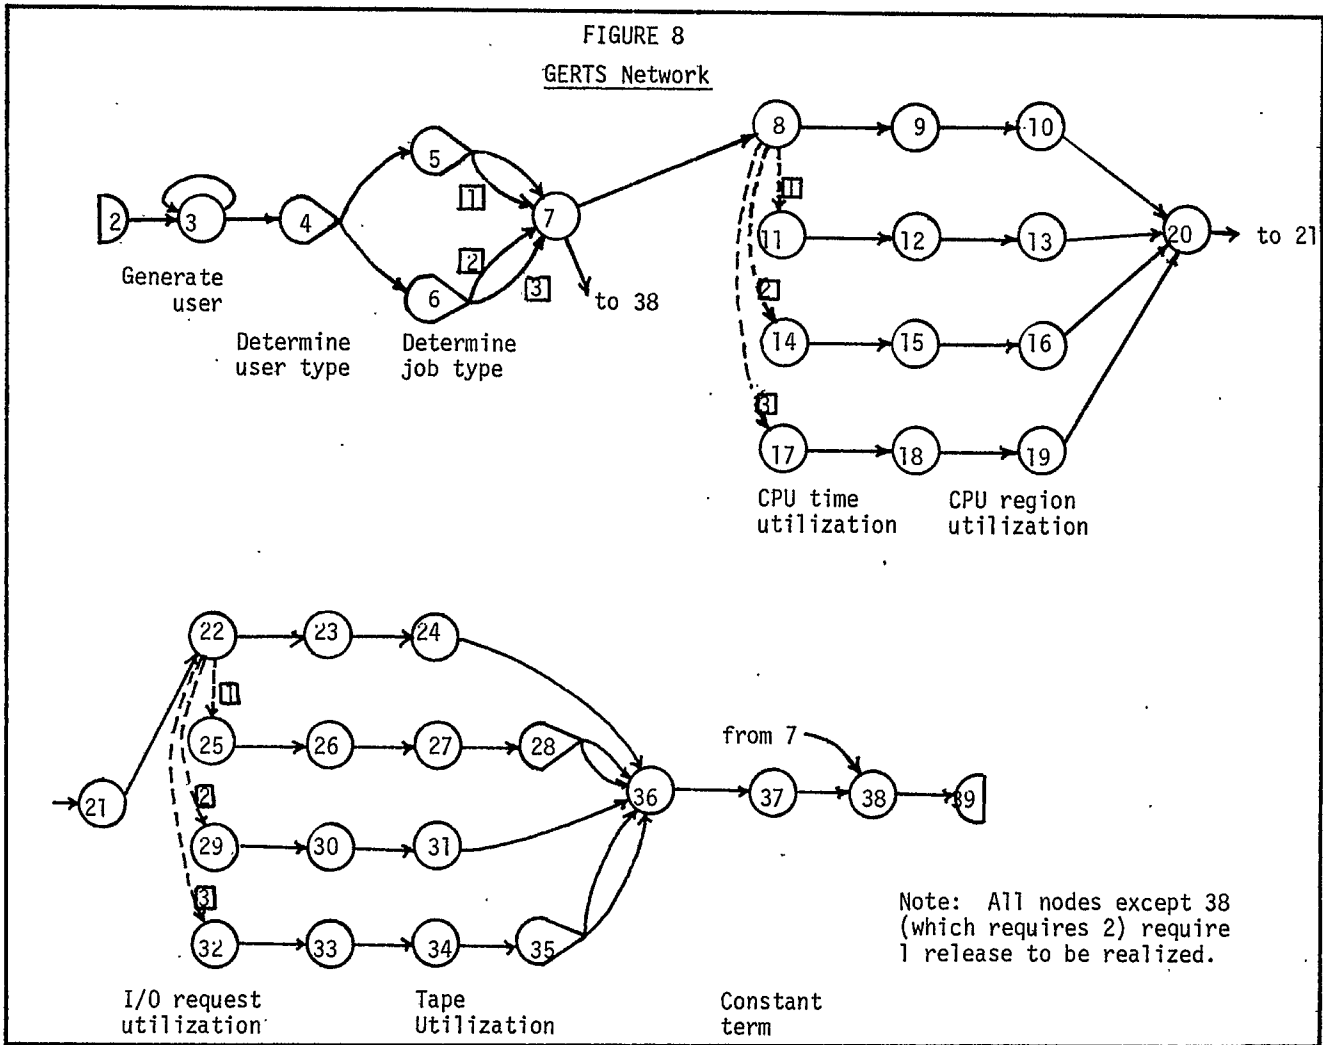 FIGURE 8
GERTS Network
2
3
4
5
6
7
1
2
3
to 38
Generate
user
Determine
user type
Determine
job type
8
9
10
1
11
12
13
2
14
15
16
3
17
18
19
20
to 21
CPU time
utilization
CPU region
utilization
21
22
23
24
1
25
26
27
28
2
29
30
31
3
32
33
34
35
36
37
from 7
38
39
Note: All nodes except 38
(which requires 2) require
1 release to be realized.
I/O request
utilization
Tape
Utilization
Constant
term